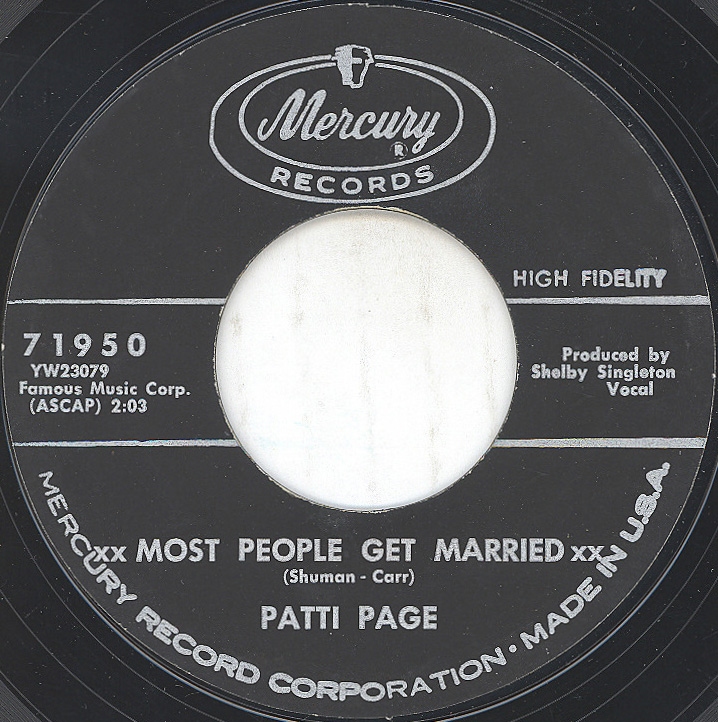 Mercury
®
RECORDS
HIGH FIDELITY
71950
YW23079
Famous Music Corp.
(ASCAP) 2:03
Produced by
Shelby Singleton
Vocal
xx MOST PEOPLE GET MARRIED xx
(Shuman - Carr)
PATTI PAGE
MERCURY RECORD CORPORATION · MADE IN U.S.A.